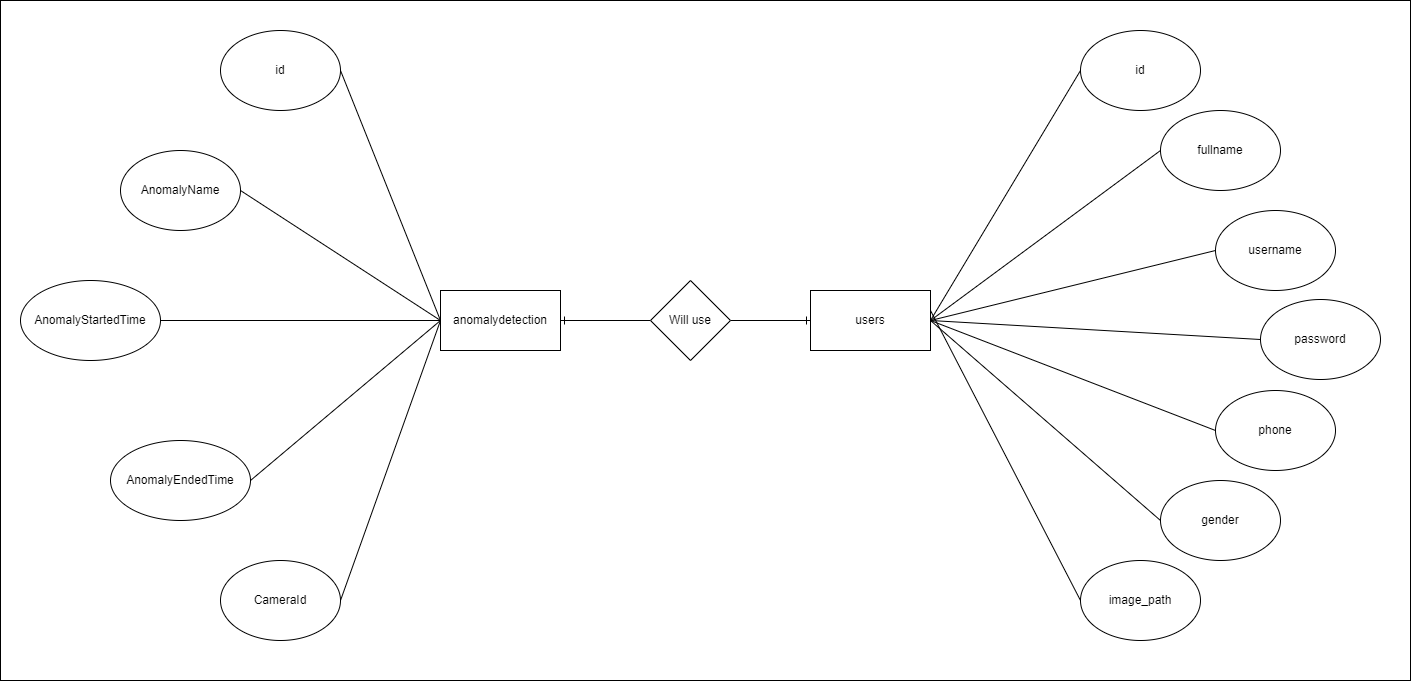 id
AnomalyName
AnomalyStartedTime
AnomalyEndedTime
CameraId
anomalydetection
Will use
users
id
fullname
username
password
phone
gender
image_path